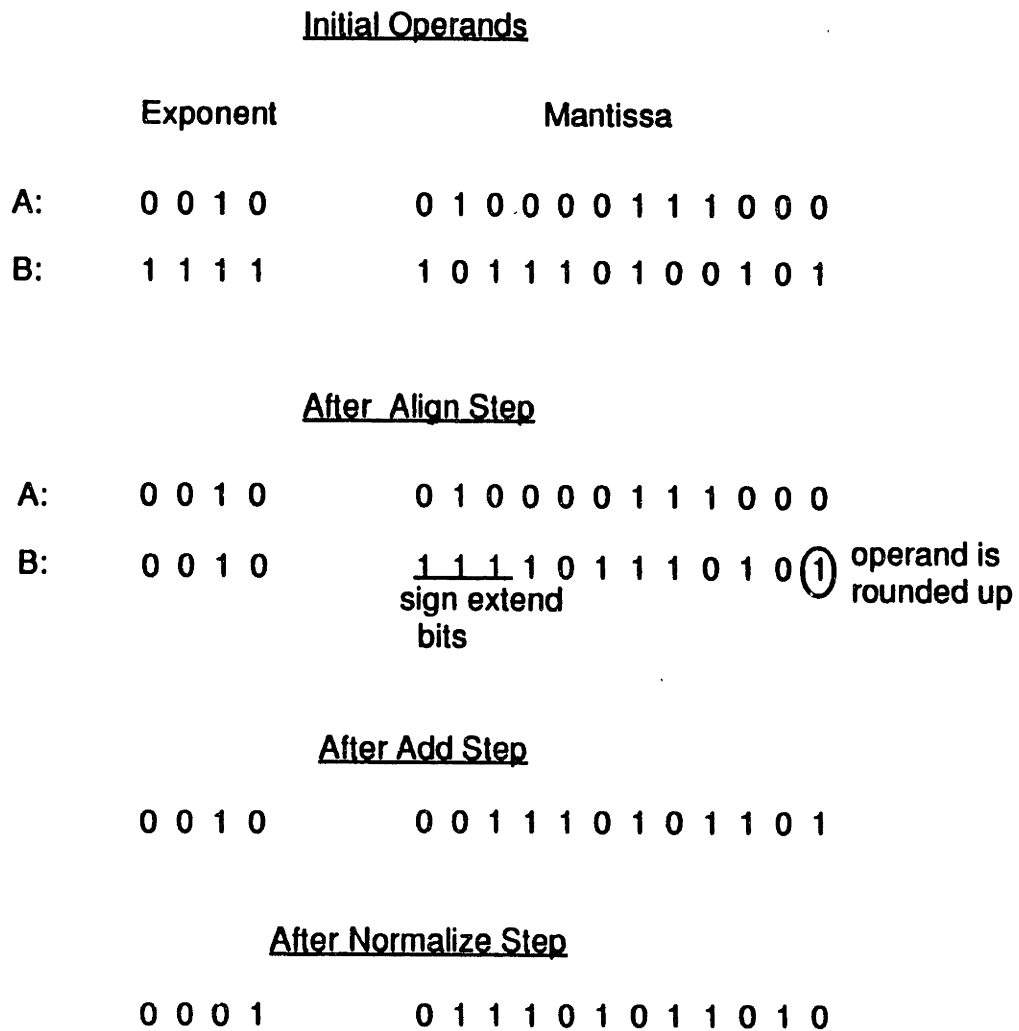 Initial Operands
Exponent Mantissa
A: 0 0 1 0 0 1 0 0 0 0 1 1 1 0 0 0
B: 1 1 1 1 1 0 1 1 1 0 1 0 0 1 0 1
After Align Step
A: 0 0 1 0 0 1 0 0 0 0 1 1 1 0 0 0
B: 0 0 1 0 1 1 1 1 0 1 1 1 0 1 0 1 operand is
rounded up
sign extend
bits
After Add Step
0 0 1 0 0 0 1 1 1 0 1 0 1 1 0 1
After Normalize Step
0 0 0 1 0 1 1 1 0 1 0 1 1 0 1 0